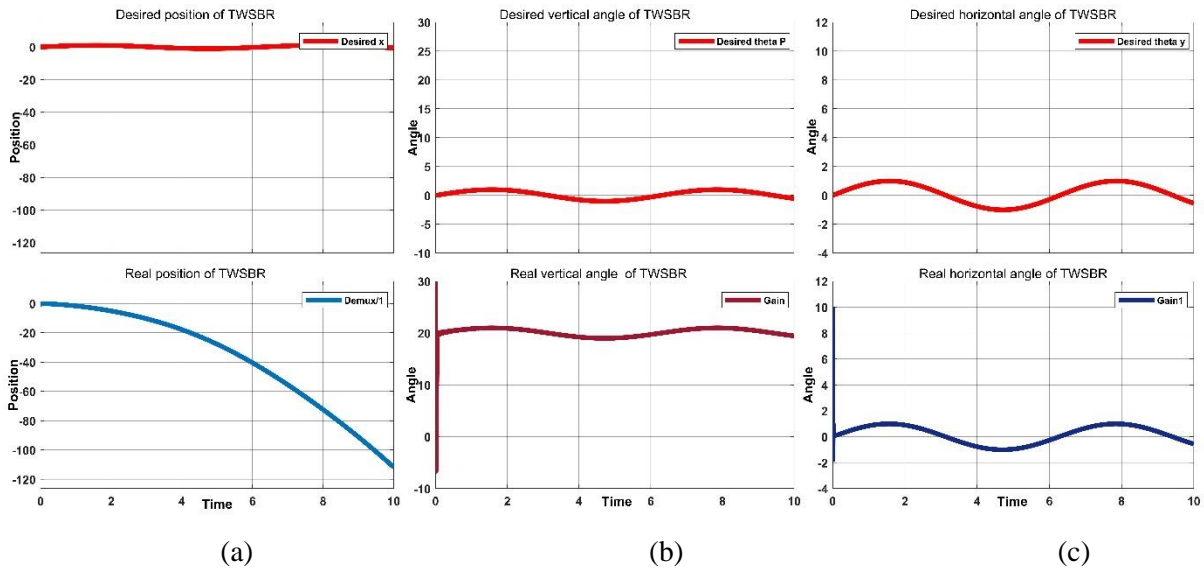 Desired position of TWSBR
Desired x
0
-20
-40
-60
-80
-100
-120
Position
Desired vertical angle of TWSBR
Desired theta P
30
25
20
15
10
5
0
-5
-10
Angle
Desired horizontal angle of TWSBR
Desired theta y
12
10
8
6
4
2
0
-2
-4
Angle
Real position of TWSBR
Demux/1
0
-20
-40
-60
-80
-100
-120
Position
0 2 4 6 8 10
Time
Real vertical angle of TWSBR
Gain
30
20
10
0
-10
Angle
0 2 4 6 8 10
Time
Real horizontal angle of TWSBR
Gain1
12
10
8
6
4
2
0
-2
-4
Angle
0 2 4 6 8 10
Time
(a) (b) (c)